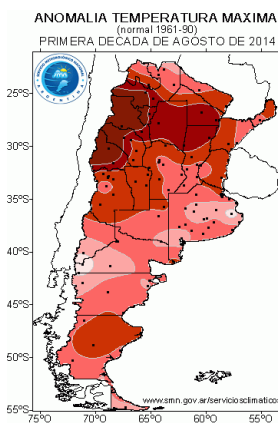 ANOMALIA TEMPERATURA MAXIMA
(normal 1961-90)
PRIMERA DECADA DE AGOSTO DE 2014
25°S
30°S
35°S
40°S
45°S
50°S
55°S
www.smn.gov.ar/serviciosclimaticos
75°O 70°O 65°O 60°O 55°O